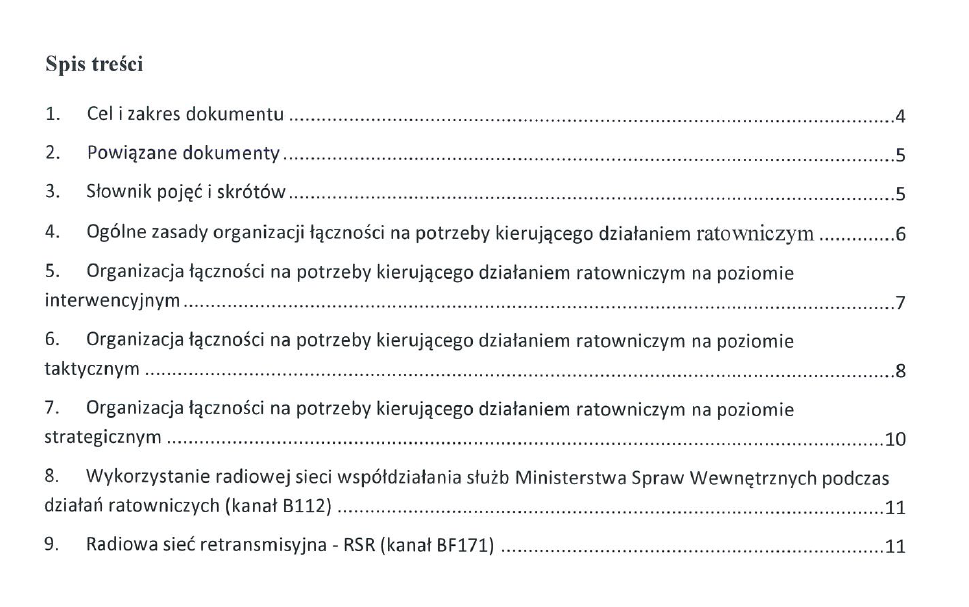 Spis treści
1. Cel i zakres dokumentu ........................................................................................................................4
2. Powiązane dokumenty........................................................................................................................5
3. Słownik pojęć i skrótów........................................................................................................................5
4. Ogólne zasady organizacji łączności na potrzeby kierującego działaniem ratowniczym ..............6
5. Organizacja łączności na potrzeby kierującego działaniem ratowniczym na poziomie
interwencyjnym........................................................................................................................7
6. Organizacja łączności na potrzeby kierującego działaniem ratowniczym na poziomie
taktycznym ........................................................................................................................8
7. Organizacja łączności na potrzeby kierującego działaniem ratowniczym na poziomie
strategicznym ........................................................................................................................10
8. Wykorzystanie radiowej sieci współdziałania służb Ministerstwa Spraw Wewnętrznych podczas
działań ratowniczych (kanał B112) ........................................................................................................11
9. Radiowa sieć retransmisyjna - RSR (kanał BF171) ........................................................................11